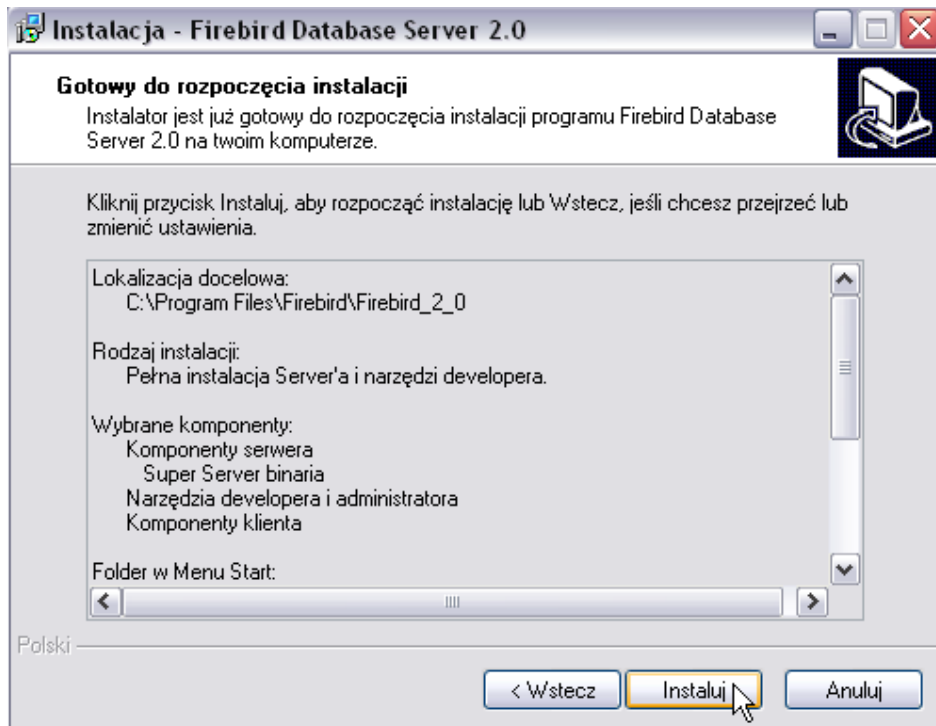 Instalacja - Firebird Database Server 2.0
Gotowy do rozpoczęcia instalacji
Instalator jest już gotowy do rozpoczęcia instalacji programu Firebird Database
Server 2.0 na twoim komputerze.
Kliknij przycisk Instaluj, aby rozpocząć instalację lub Wstecz, jeśli chcesz przejrzeć lub
zmienić ustawienia.
Lokalizacja docelowa:
C:\Program Files\Firebird\Firebird_2_0
Rodzaj instalacji:
Pełna instalacja Server'a i narzędzi developera.
Wybrane komponenty:
Komponenty serwera
Super Server binaria
Narzędzia developera i administratora
Komponenty klienta
Folder w Menu Start:
Polski
< Wstecz
Instaluj
Anuluj